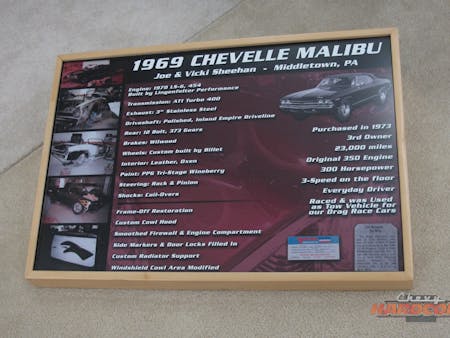 1969 CHEVELLE MALIBU
Joe & Vicki Sheehan - Middletown, PA
Engine: 1970 LS-6, 454
Built by Lingenfelter Performance
Transmission: ATI Turbo 400
Exhaust: 3" Stainless Steel
Driveshaft: Polished, Inland Empire Driveline
Rear: 10 Bolt, 373 Gears
Brakes: Wilwood
Wheels: Custom built by Billet
Interior: Leather, Oxen
Paint: PPG Tri-Stage Wineberry
Steering: Rack & Pinion
Shocks: Coil-Overs
Frame-Off Restoration
Custom Cowl Hood
Smoothed Firewall & Engine Compartment
Side Markers & Door Locks Filled in
Custom Radiator Support
Windshield Cowl Area Modified
Purchased in 1973
3rd Owner
23,000 miles
Original 350 Engine
300 Horsepower
3-Speed on the floor
Everyday Driver
Raced & was Used
as Tow Vehicle for
our Drag Race Cars
Chevy
HARDCO